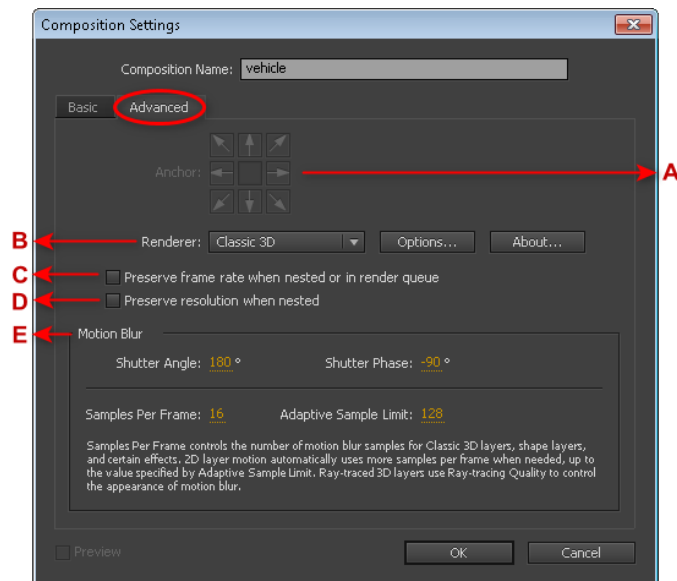 Composition Settings
Composition Name: vehicle
Basic Advanced
Anchor:
A
B Renderer: Classic 3D Options... About...
C Preserve frame rate when nested or in render queue
D Preserve resolution when nested
E Motion Blur
Shutter Angle: 180 ° Shutter Phase: -90 °
Samples Per Frame: 16 Adaptive Sample Limit: 128
Samples Per Frame controls the number of motion blur samples for Classic 3D layers, shape layers,
and certain effects. 2D layer motion automatically uses more samples per frame when needed, up to
the value specified by Adaptive Sample Limit. Ray-traced 3D layers use Ray-tracing Quality to control
the appearance of motion blur.
Preview OK Cancel